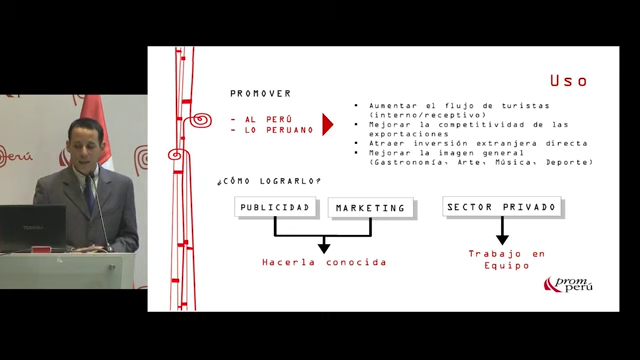 Uso
PROMOVER
- AL PERÚ
- LO PERUANO
▪ Aumentar el flujo de turistas
(interno/receptivo)
▪ Mejorar la competitividad de las
exportaciones
▪ Atraer inversión extranjera directa
▪ Mejorar la imagen general
(Gastronomía, Arte, Música, Deporte)
¿CÓMO LOGRARLO?
PUBLICIDAD
MARKETING
SECTOR PRIVADO
Hacerla conocida
Trabajo en
Equipo
prom
perú